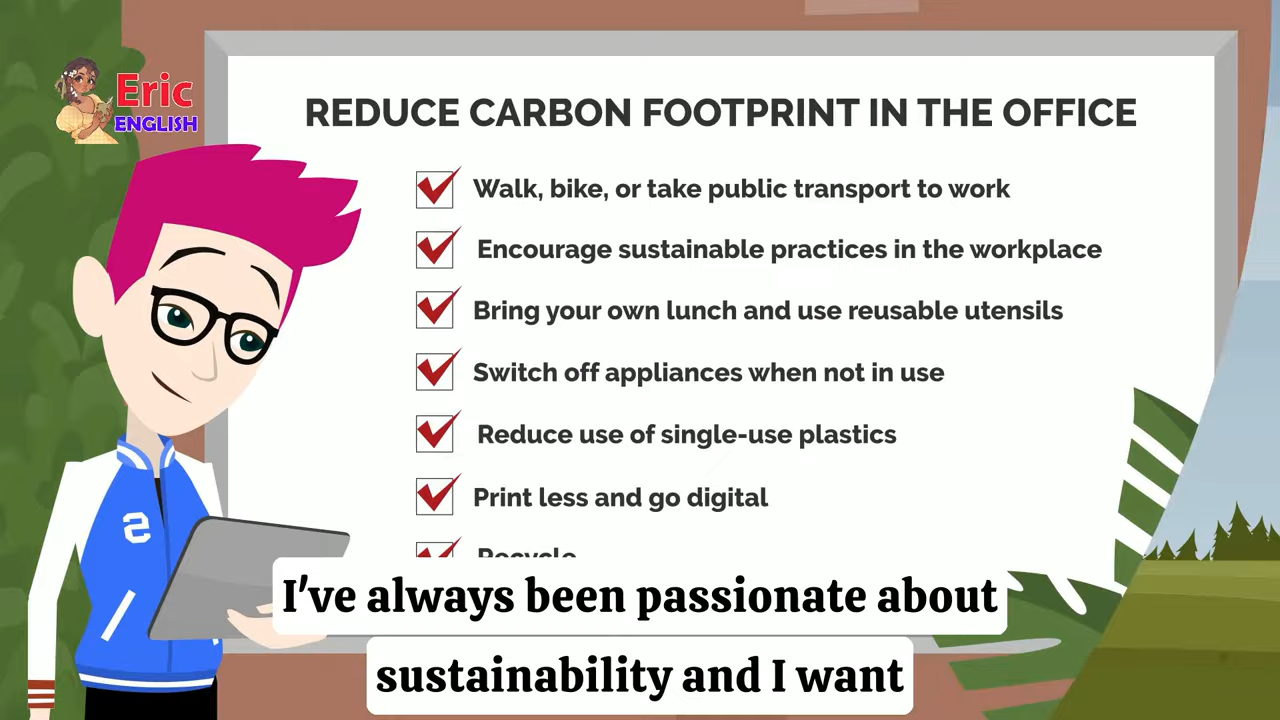 Eric
ENGLISH
REDUCE CARBON FOOTPRINT IN THE OFFICE
Walk, bike, or take public transport to work
Encourage sustainable practices in the workplace
Bring your own lunch and use reusable utensils
Switch off appliances when not in use
Reduce use of single-use plastics
Print less and go digital
Recycle
I've always been passionate about
sustainability and I want